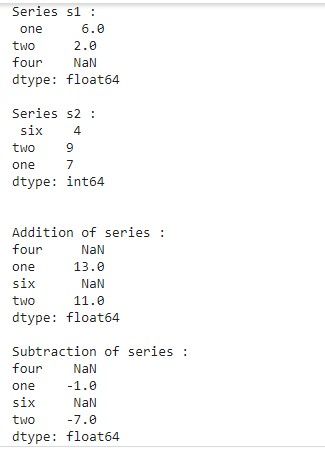 Series s1 :
 one     6.0
two     2.0
four    NaN
dtype: float64
Series s2 :
 six    4
two    9
one    7
dtype: int64
Addition of series :
four     NaN
one     13.0
six      NaN
two     11.0
dtype: float64
Subtraction of series :
four    NaN
one    -1.0
six     NaN
two    -7.0
dtype: float64